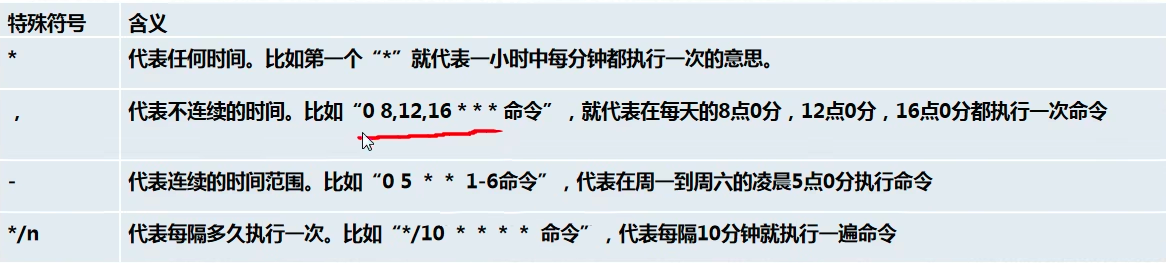 特殊符号 含义
* 代表任何时间。比如第一个“*”就代表一小时中每分钟都执行一次的意思。
, 代表不连续的时间。比如“0 8,12,16 * * * 命令”，就代表在每天的8点0分，12点0分，16点0分都执行一次命令
- 代表连续的时间范围。比如“0 5 * * 1-6命令”，代表在周一到周六的凌晨5点0分执行命令
*/n 代表每隔多久执行一次。比如“*/10 * * * * 命令”，代表每隔10分钟就执行一遍命令